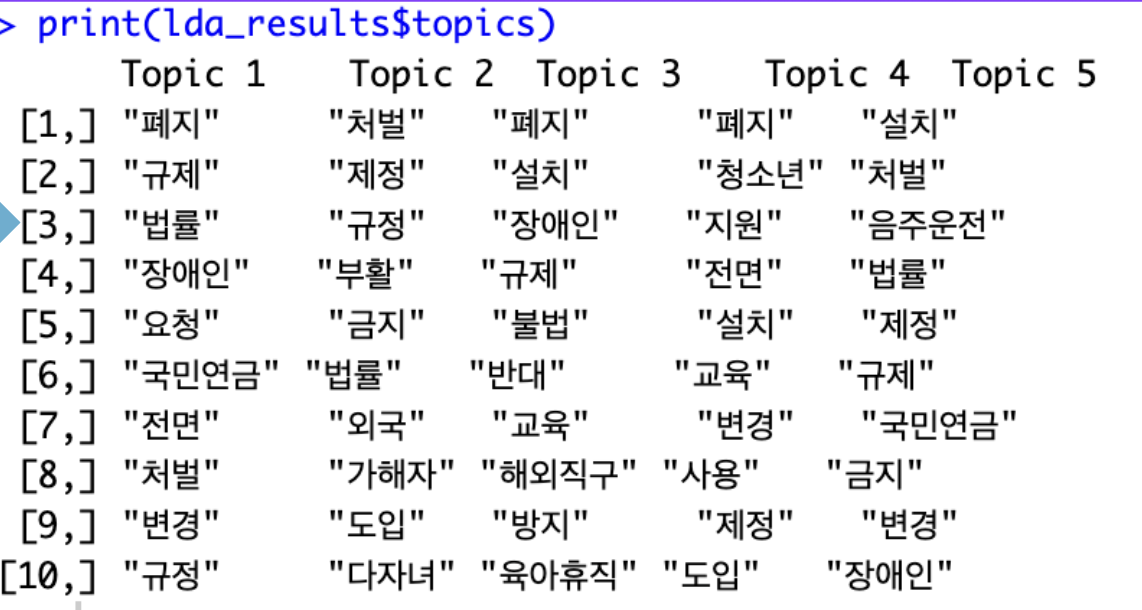 > print(lda_results$topics)
Topic 1 Topic 2 Topic 3 Topic 4 Topic 5
[1,] "폐지" "처벌" "폐지" "폐지" "설치"
[2,] "규제" "제정" "설치" "청소년" "처벌"
[3,] "법률" "규정" "장애인" "지원" "음주운전"
[4,] "장애인" "부활" "규제" "전면" "법률"
[5,] "요청" "금지" "불법" "설치" "제정"
[6,] "국민연금" "법률" "반대" "교육" "규제"
[7,] "전면" "외국" "교육" "변경" "국민연금"
[8,] "처벌" "가해자" "해외직구" "사용" "금지"
[9,] "변경" "도입" "방지" "제정" "변경"
[10,] "규정" "다자녀" "육아휴직" "도입" "장애인"